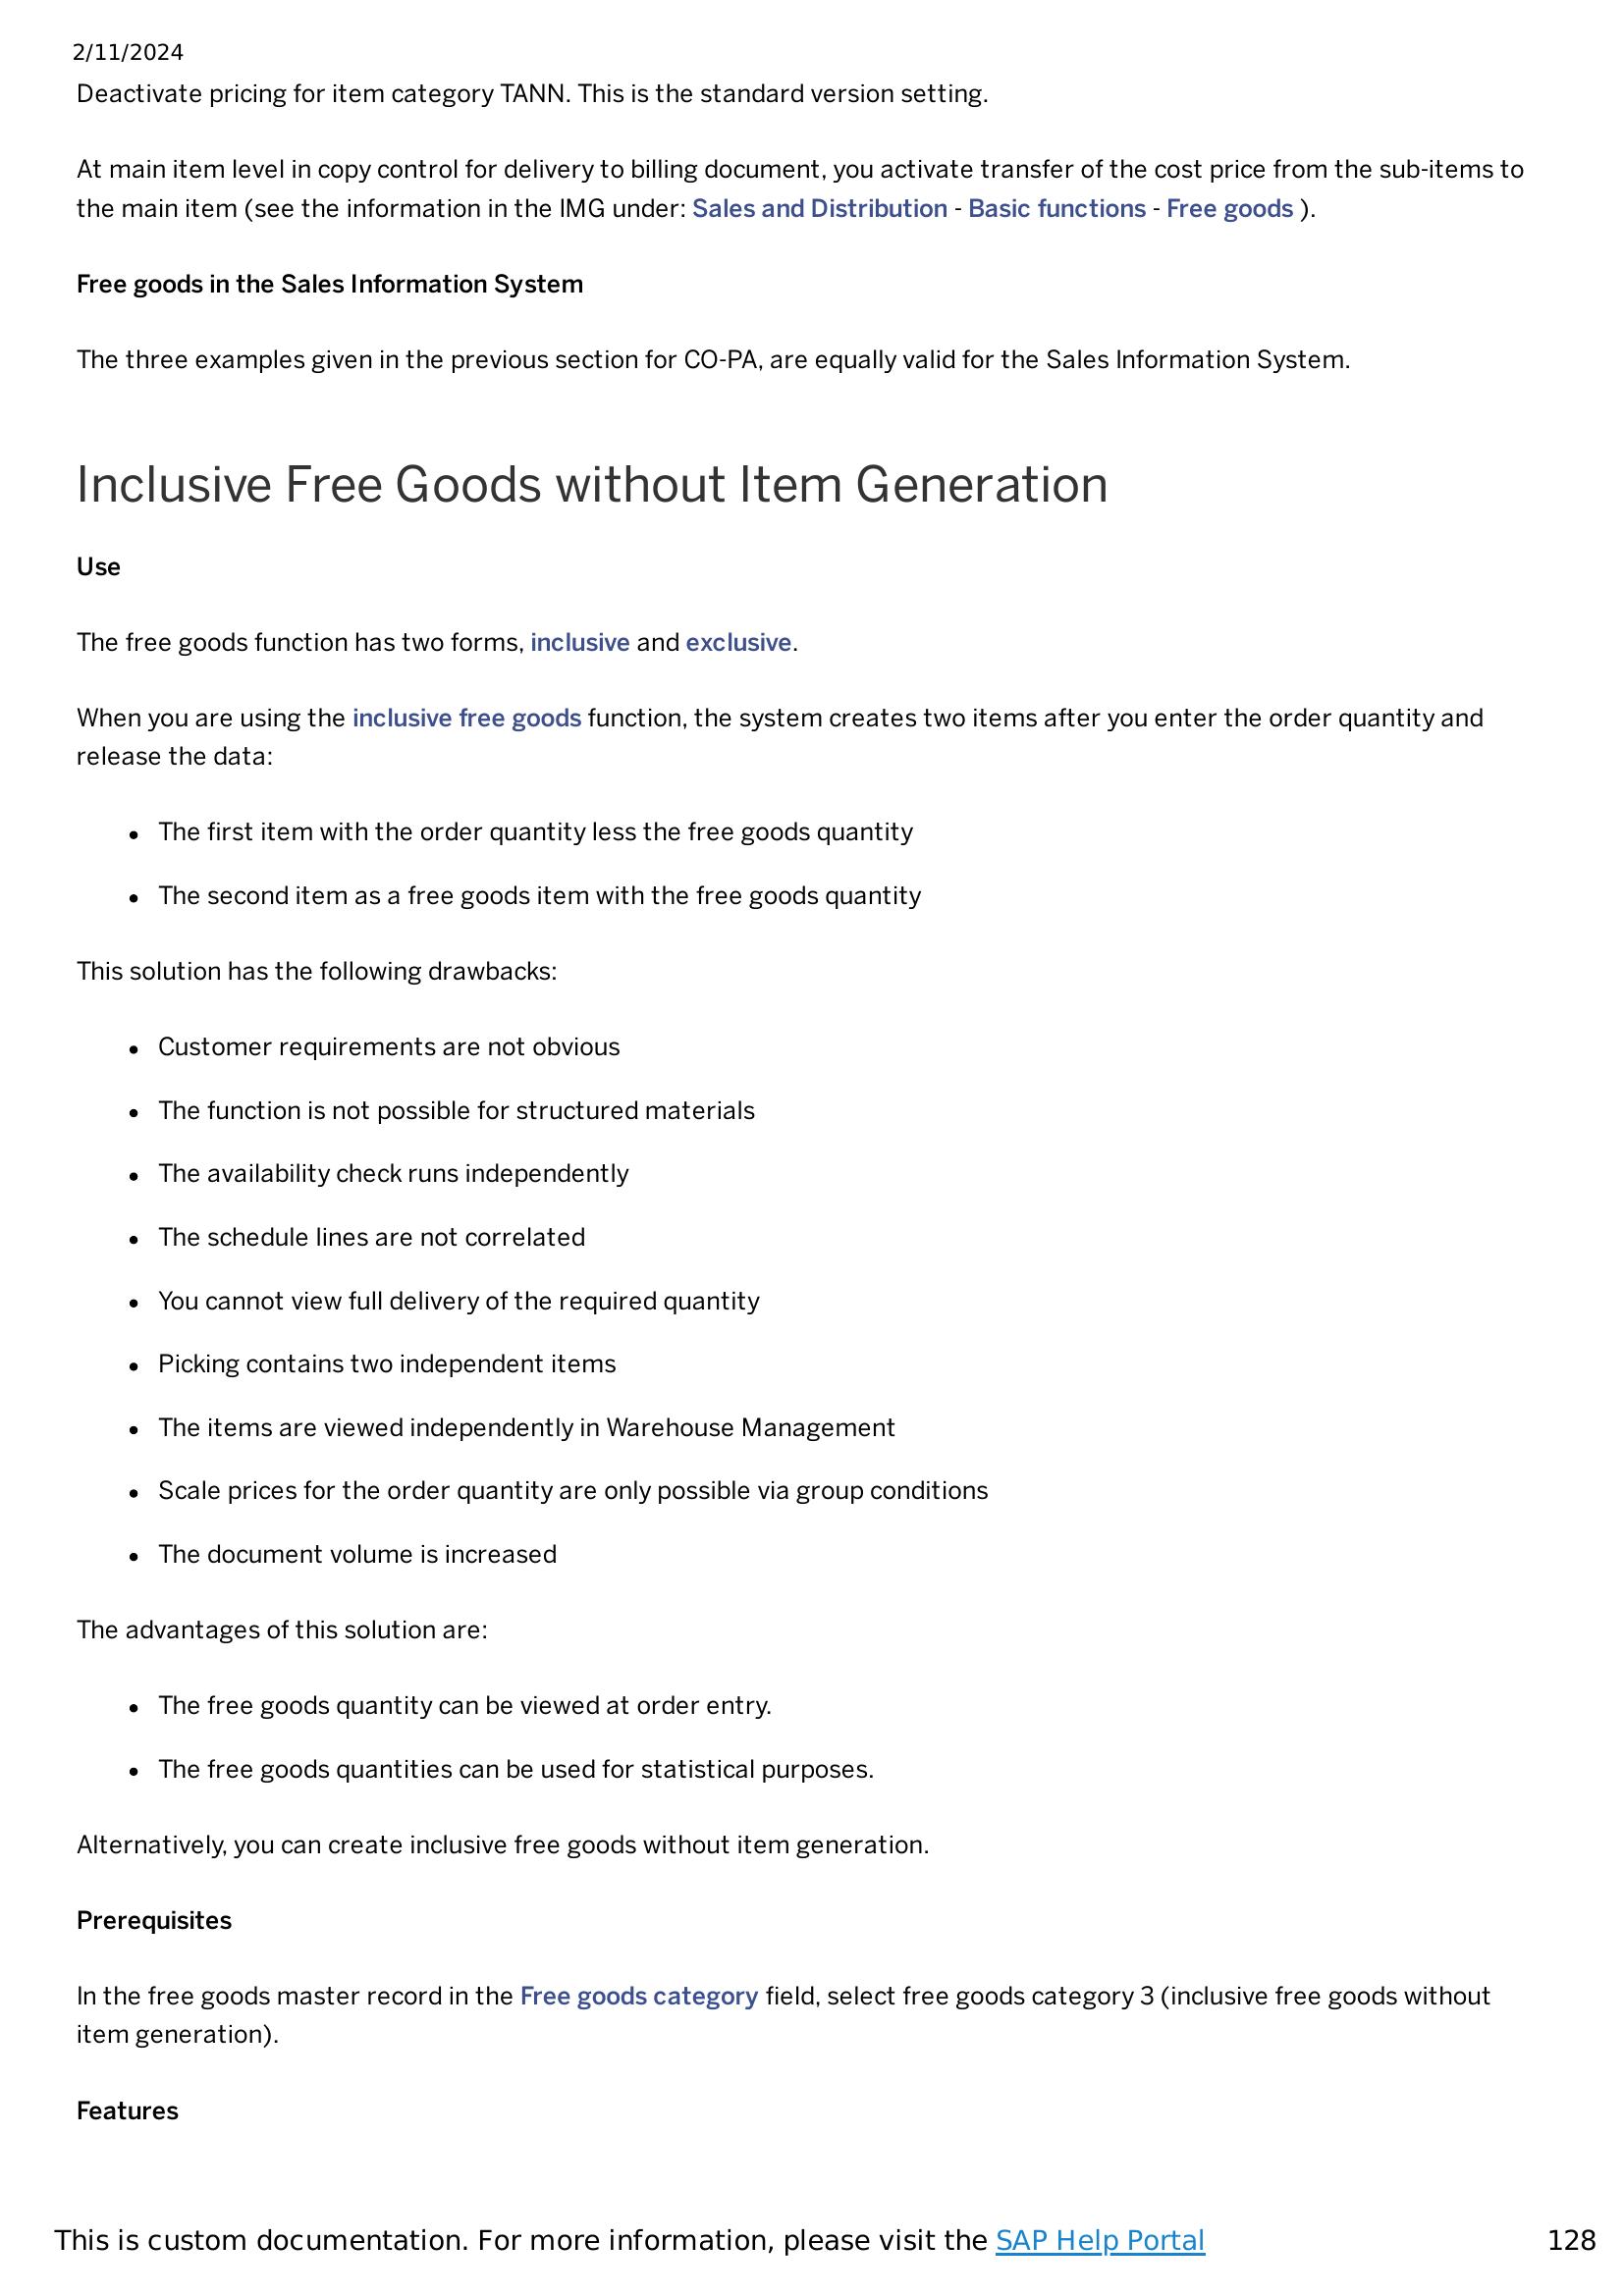 2/11/2024
Deactivate pricing for item category TANN. This is the standard version setting.
At main item level in copy control for delivery to billing document, you activate transfer of the cost price from the sub-items to
the main item (see the information in the IMG under: Sales and Distribution - Basic functions - Free goods ).
Free goods in the Sales Information System
The three examples given in the previous section for CO-PA, are equally valid for the Sales Information System.
Inclusive Free Goods without Item Generation
Use
The free goods function has two forms, inclusive and exclusive.
When you are using the inclusive free goods function, the system creates two items after you enter the order quantity and
release the data:
• The first item with the order quantity less the free goods quantity
• The second item as a free goods item with the free goods quantity
This solution has the following drawbacks:
• Customer requirements are not obvious
• The function is not possible for structured materials
• The availability check runs independently
• The schedule lines are not correlated
• You cannot view full delivery of the required quantity
• Picking contains two independent items
• The items are viewed independently in Warehouse Management
• Scale prices for the order quantity are only possible via group conditions
• The document volume is increased
The advantages of this solution are:
• The free goods quantity can be viewed at order entry.
• The free goods quantities can be used for statistical purposes.
Alternatively, you can create inclusive free goods without item generation.
Prerequisites
In the free goods master record in the Free goods category field, select free goods category 3 (inclusive free goods without
item generation).
Features
This is custom documentation. For more information, please visit the SAP Help Portal 128